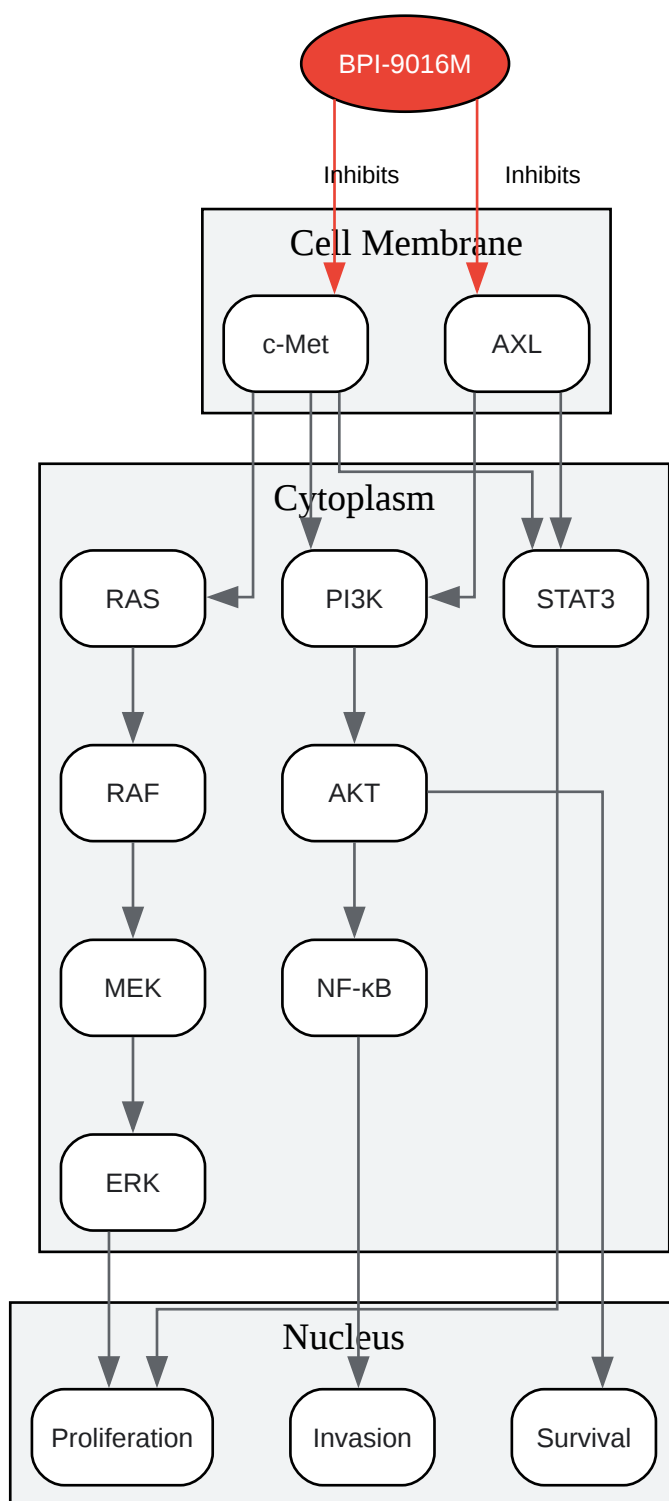 BPI-9016M
Inhibits
Inhibits
Cell Membrane
c-Met
AXL
Cytoplasm
RAS
PI3K
STAT3
RAF
AKT
MEK
NF-κB
ERK
Nucleus
Proliferation
Invasion
Survival